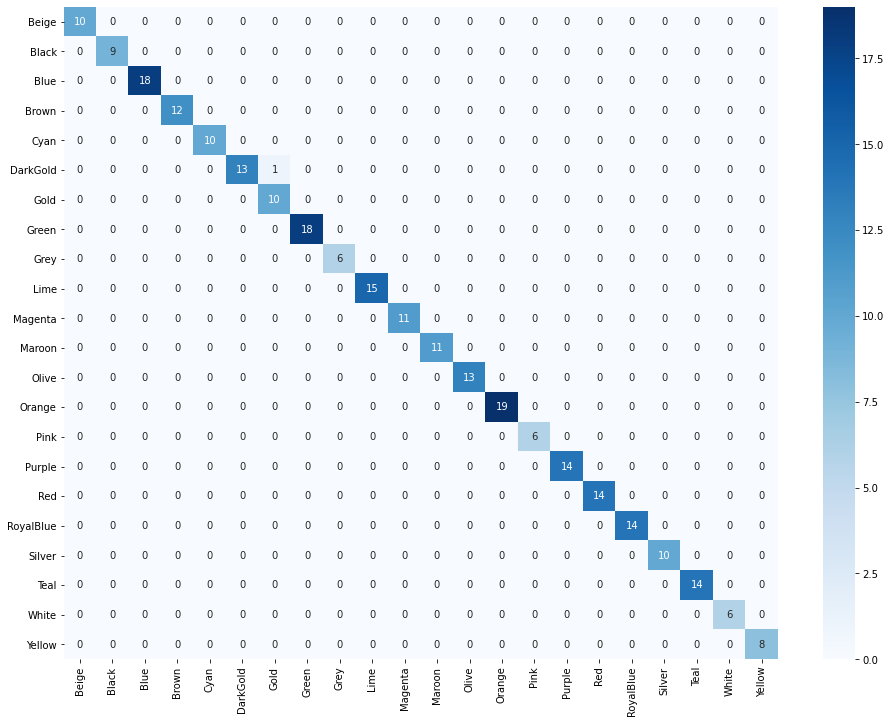 Beige 10 0 0 0 0 0 0 0 0 0 0 0 0 0 0 0 0 0 0 0 0 0
Black 0 9 0 0 0 0 0 0 0 0 0 0 0 0 0 0 0 0 0 0 0 0
Blue 0 0 18 0 0 0 0 0 0 0 0 0 0 0 0 0 0 0 0 0 0 0
Brown 0 0 0 12 0 0 0 0 0 0 0 0 0 0 0 0 0 0 0 0 0 0
Cyan 0 0 0 0 10 0 0 0 0 0 0 0 0 0 0 0 0 0 0 0 0 0
DarkGold 0 0 0 0 0 13 1 0 0 0 0 0 0 0 0 0 0 0 0 0 0 0
Gold 0 0 0 0 0 0 10 0 0 0 0 0 0 0 0 0 0 0 0 0 0 0
Green 0 0 0 0 0 0 0 18 0 0 0 0 0 0 0 0 0 0 0 0 0 0
Grey 0 0 0 0 0 0 0 0 6 0 0 0 0 0 0 0 0 0 0 0 0 0
Lime 0 0 0 0 0 0 0 0 0 15 0 0 0 0 0 0 0 0 0 0 0 0
Magenta 0 0 0 0 0 0 0 0 0 0 11 0 0 0 0 0 0 0 0 0 0 0
Maroon 0 0 0 0 0 0 0 0 0 0 0 11 0 0 0 0 0 0 0 0 0 0
Olive 0 0 0 0 0 0 0 0 0 0 0 0 13 0 0 0 0 0 0 0 0 0
Orange 0 0 0 0 0 0 0 0 0 0 0 0 0 19 0 0 0 0 0 0 0 0
Pink 0 0 0 0 0 0 0 0 0 0 0 0 0 0 6 0 0 0 0 0 0 0
Purple 0 0 0 0 0 0 0 0 0 0 0 0 0 0 0 14 0 0 0 0 0 0
Red 0 0 0 0 0 0 0 0 0 0 0 0 0 0 0 0 14 0 0 0 0 0
RoyalBlue 0 0 0 0 0 0 0 0 0 0 0 0 0 0 0 0 0 14 0 0 0 0
Silver 0 0 0 0 0 0 0 0 0 0 0 0 0 0 0 0 0 0 10 0 0 0
Teal 0 0 0 0 0 0 0 0 0 0 0 0 0 0 0 0 0 0 0 14 0 0
White 0 0 0 0 0 0 0 0 0 0 0 0 0 0 0 0 0 0 0 0 6 0
Yellow 0 0 0 0 0 0 0 0 0 0 0 0 0 0 0 0 0 0 0 0 0 8
Beige Black Blue Brown Cyan DarkGold Gold Green Grey Lime Magenta Maroon Olive Orange Pink Purple Red RoyalBlue Silver Teal White Yellow
17.5
15.0
12.5
10.0
7.5
5.0
2.5
0.0